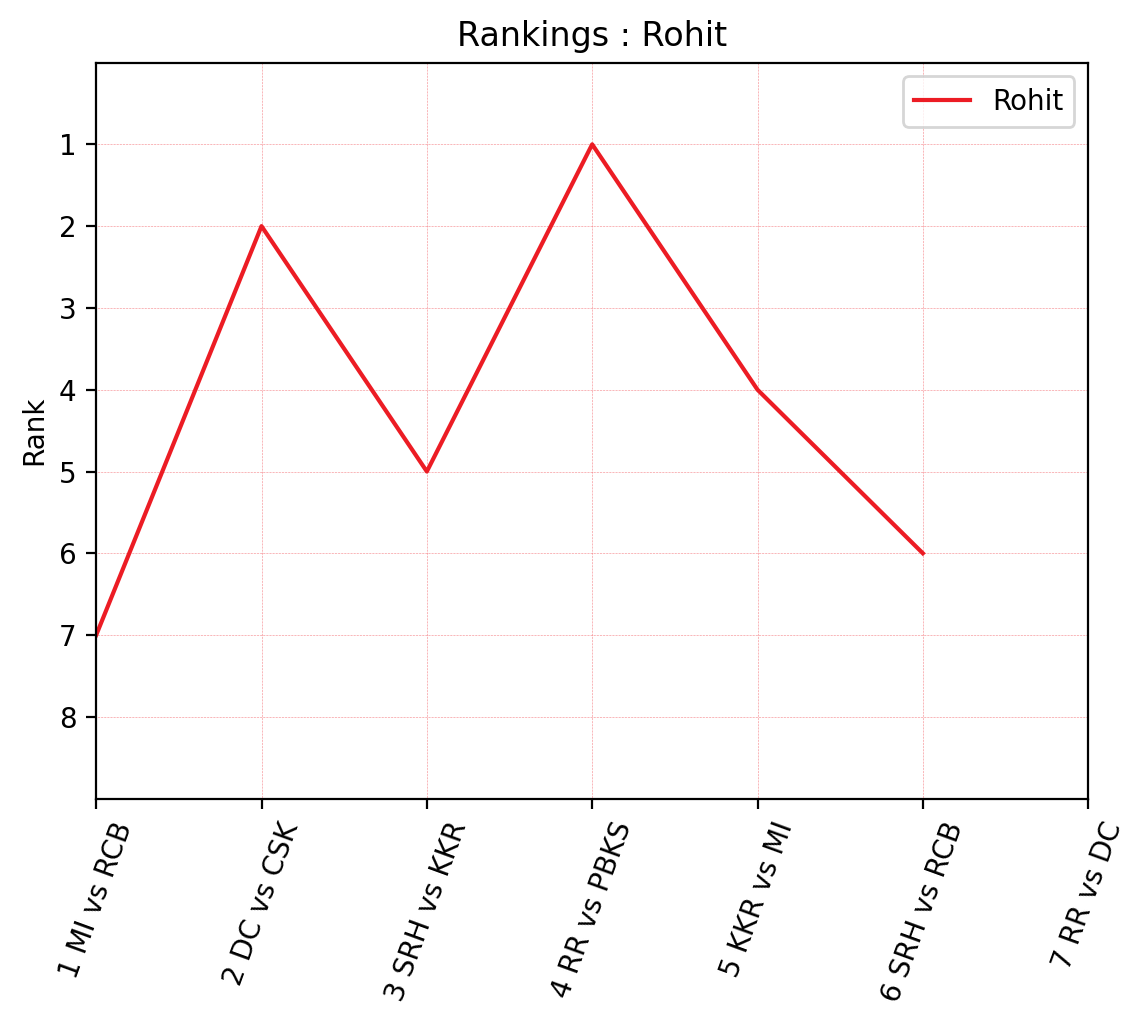 Rankings : Rohit
Rohit
Rank
1
2
3
4
5
6
7
8
1 MI vs RCB
2 DC vs CSK
3 SRH vs KKR
4 RR vs PBKS
5 KKR vs MI
6 SRH vs RCB
7 RR vs DC